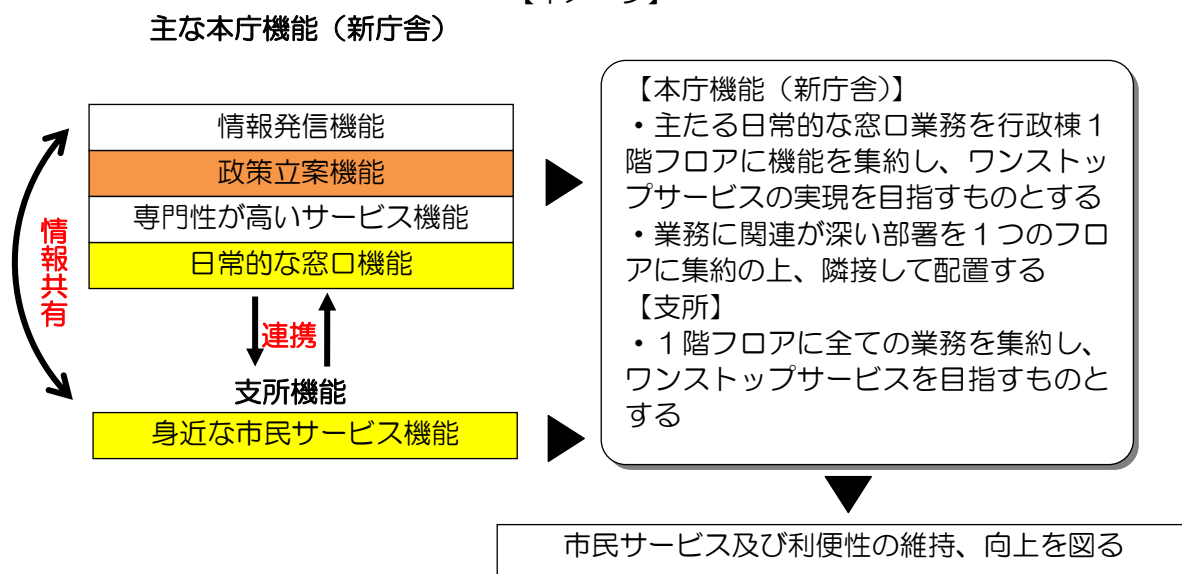 主な本庁機能（新庁舎）
情報発信機能
政策立案機能
専門性が高いサービス機能
日常的な窓口機能
情報共有
連携
支所機能
身近な市民サービス機能
【本庁機能（新庁舎）】
・主たる日常的な窓口業務を行政棟１
階フロアに機能を集約し、ワンストッ
プサービスの実現を目指すものとする
・業務に関連が深い部署を１つのフロ
アに集約の上、隣接して配置する
【支所】
・１階フロアに全ての業務を集約し、
ワンストップサービスを目指すものと
する
市民サービス及び利便性の維持、向上を図る